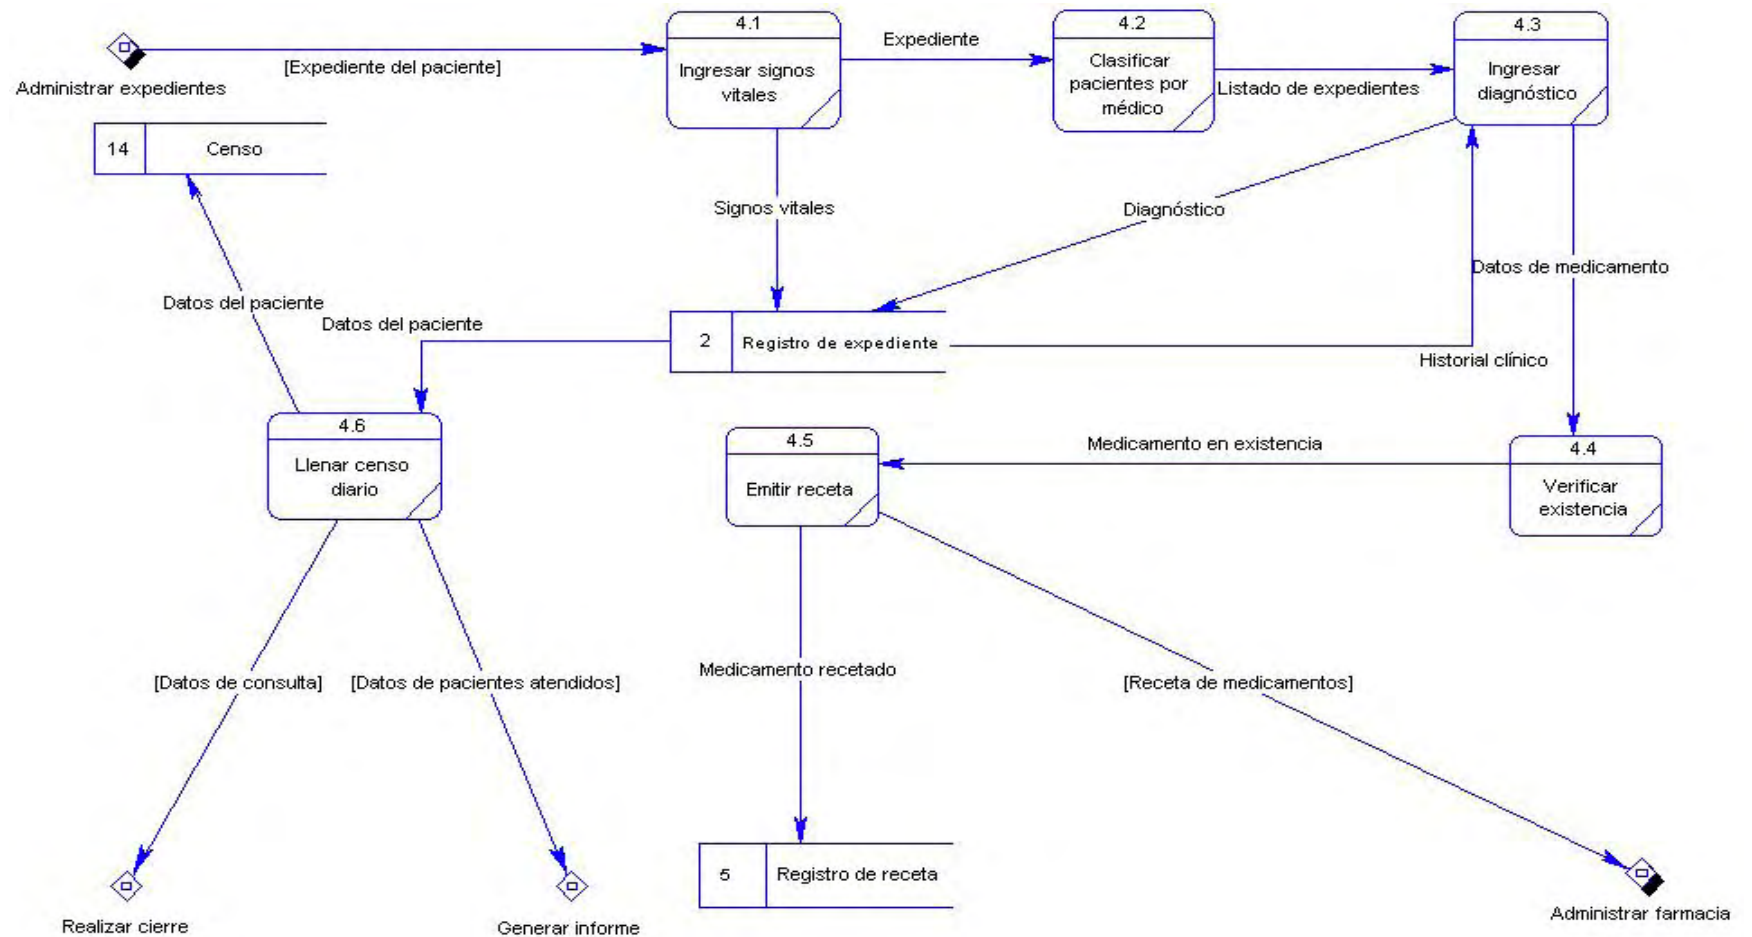 4.1
Ingresar signos
vitales
Expediente
4.2
Clasificar
pacientes por
médico
4.3
Ingresar
diagnóstico
[Expediente del paciente]
Administrar expedientes
Listado de expedientes
14
Censo
Signos vitales
Diagnóstico
Datos de medicamento
Datos del paciente
Datos del paciente
2
Registro de expediente
Historial clínico
4.6
Llenar censo
diario
4.5
Emitir receta
Medicamento en existencia
4.4
Verificar
existencia
[Datos de consulta]
[Datos de pacientes atendidos]
Medicamento recetado
[Receta de medicamentos]
5
Registro de receta
Realizar cierre
Generar informe
Administrar farmacia